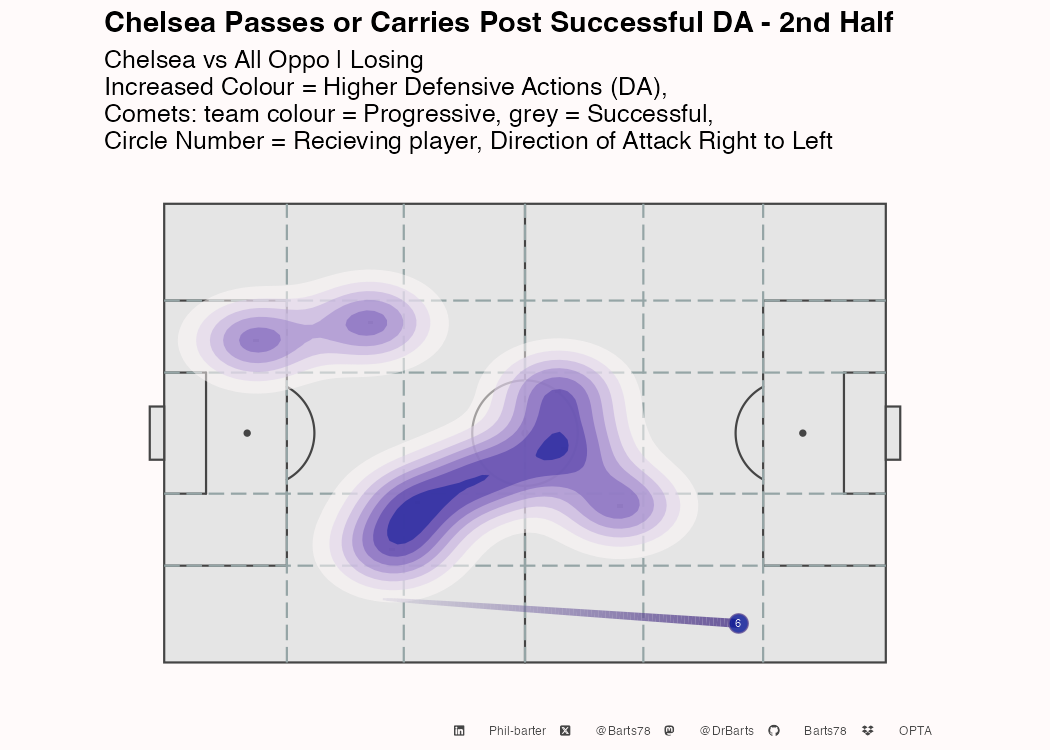 Chelsea Passes or Carries Post Successful DA - 2nd Half
Chelsea vs All Oppo | Losing
Increased Colour = Higher Defensive Actions (DA),
Comets: team colour = Progressive, grey = Successful,
Circle Number = Recieving player, Direction of Attack Right to Left
6
Phil-barter @Barts78 @DrBarts Barts78 OPTA